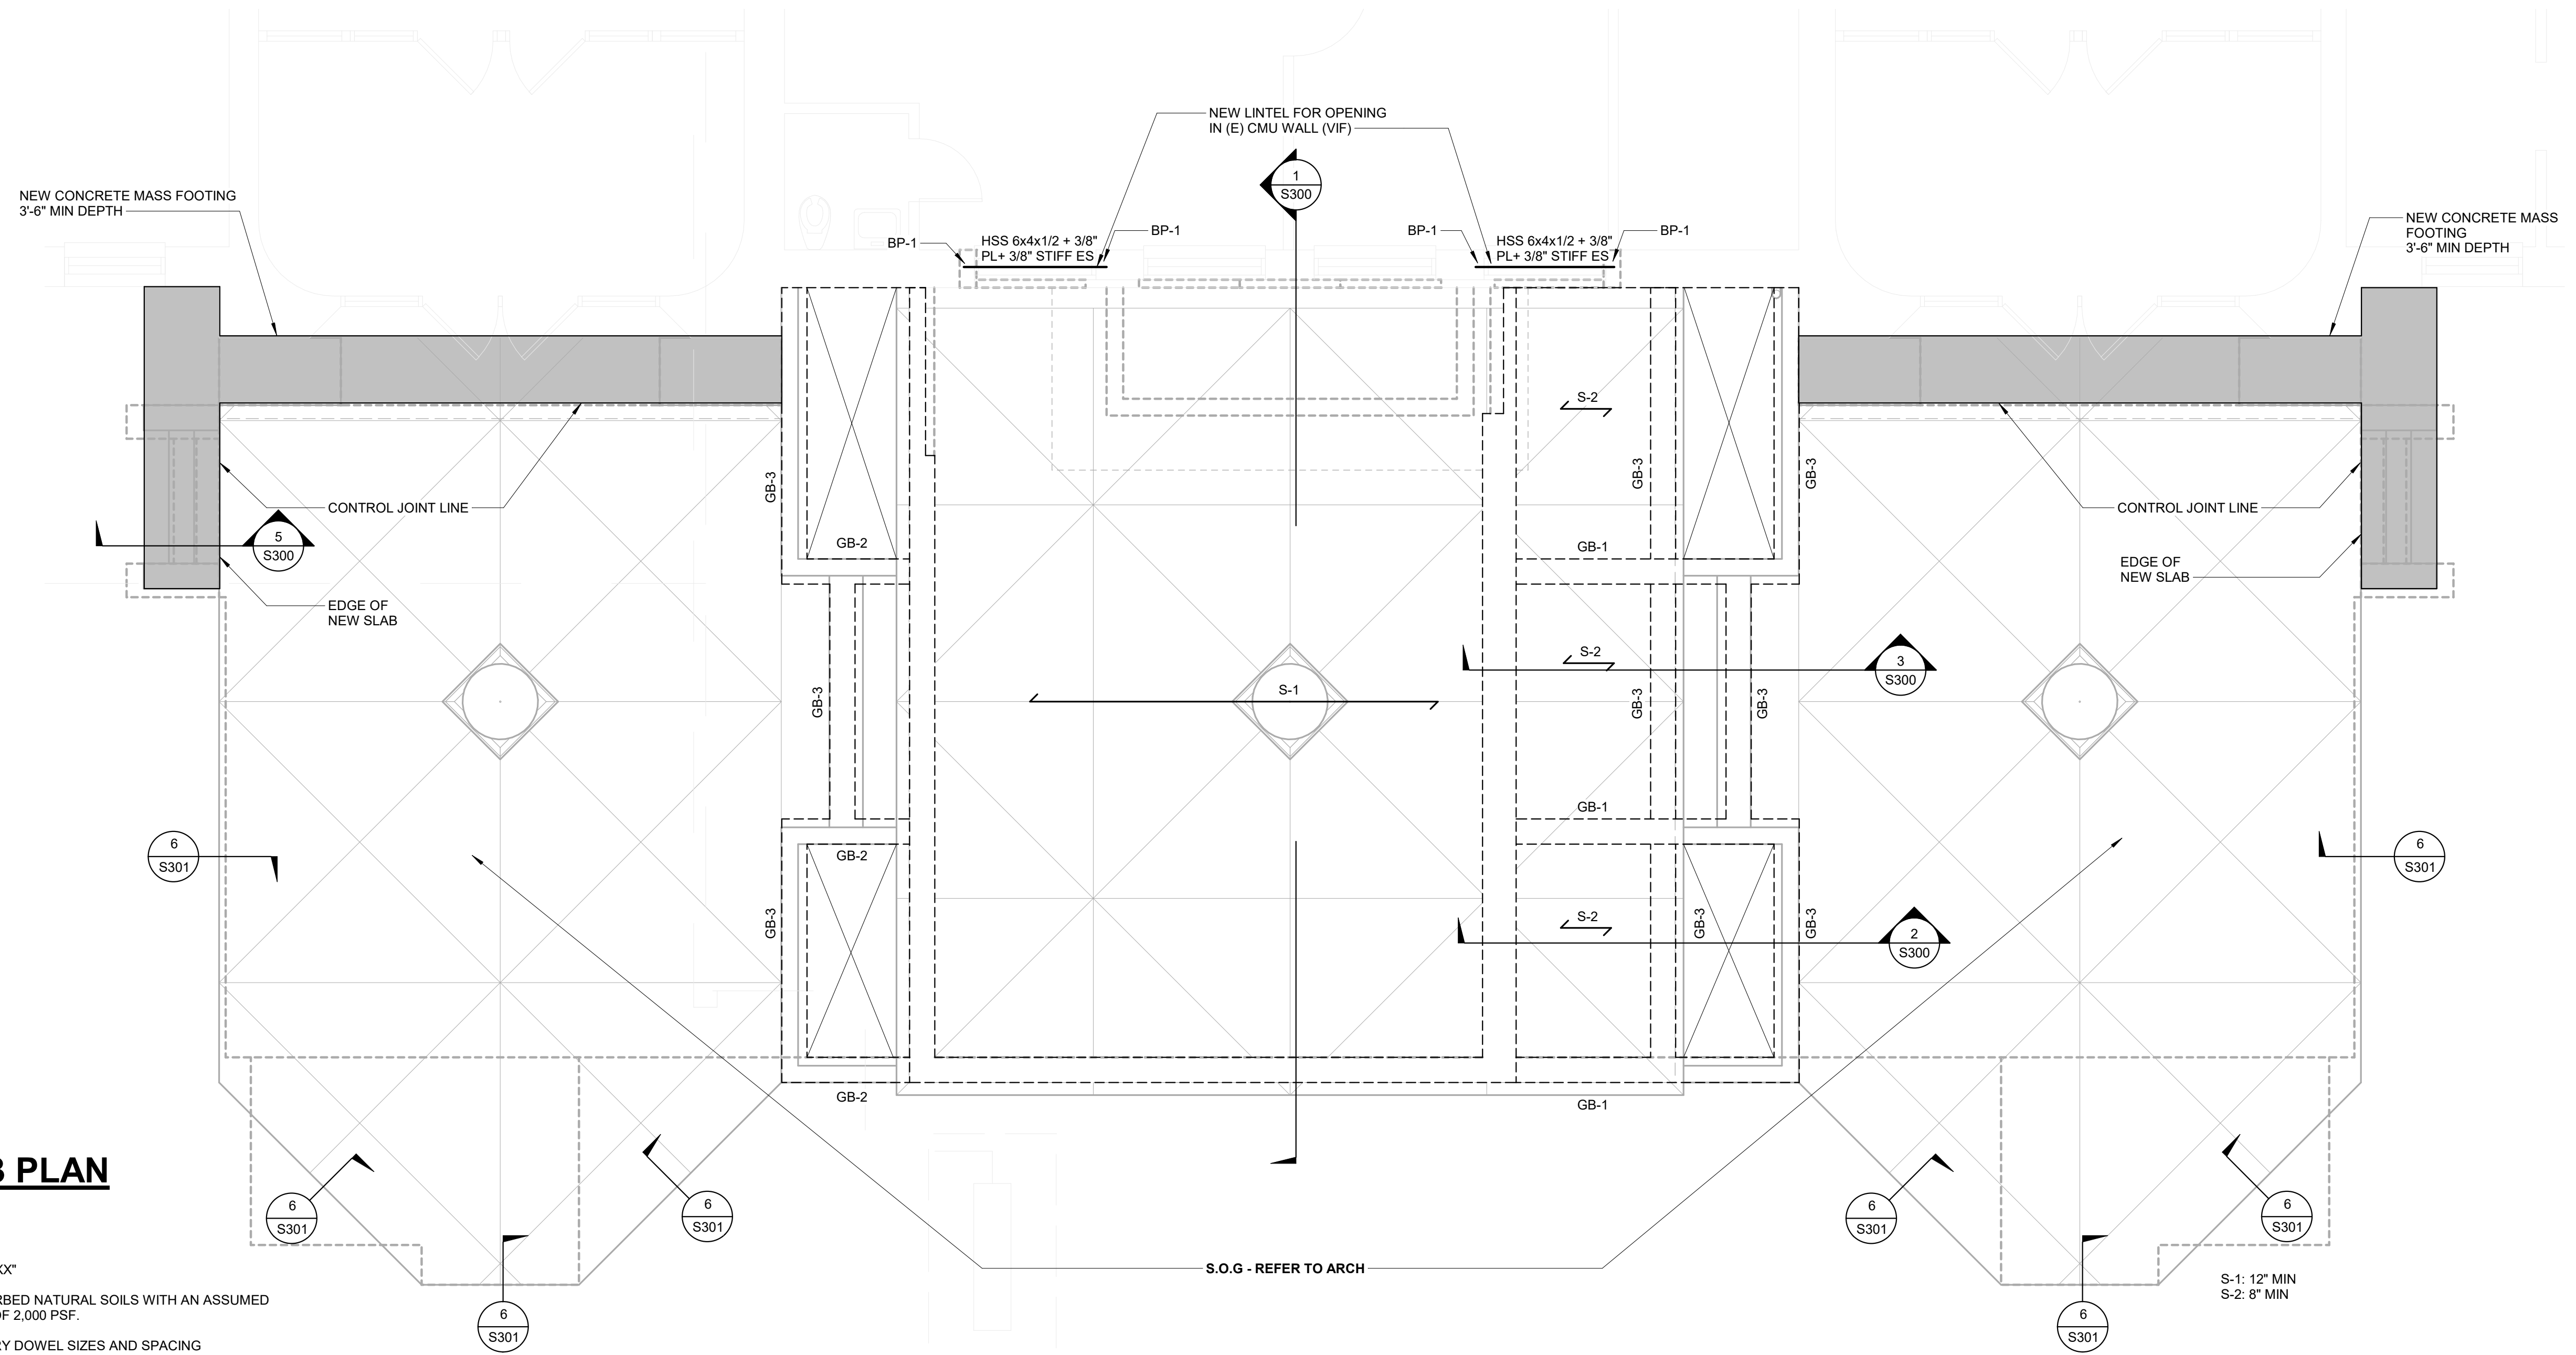 NEW LINTEL FOR OPENING
IN (E) CMU WALL (VIF)
1
S300
NEW CONCRETE MASS FOOTING
3'-6" MIN DEPTH
NEW CONCRETE MASS
FOOTING
3'-6" MIN DEPTH
BP-1
HSS 6x4x1/2 + 3/8"
PL+ 3/8" STIFF ES
BP-1
BP-1
HSS 6x4x1/2 + 3/8"
PL+ 3/8" STIFF ES
BP-1
S-2
GB-3
GB-3
GB-3
CONTROL JOINT LINE
CONTROL JOINT LINE
5
S300
GB-2
GB-1
EDGE OF
NEW SLAB
EDGE OF
NEW SLAB
S-2
3
S300
GB-3
S-1
GB-3
GB-3
GB-1
6
S301
GB-2
6
S301
GB-3
S-2
GB-3
GB-3
2
S300
GB-2
GB-1
B PLAN
6
S301
6
S301
6
S301
6
S301
XX"
S.O.G - REFER TO ARCH
RBED NATURAL SOILS WITH AN ASSUMED
OF 2,000 PSF.
S-1: 12" MIN
S-2: 8" MIN
6
S301
6
S301
RY DOWEL SIZES AND SPACING